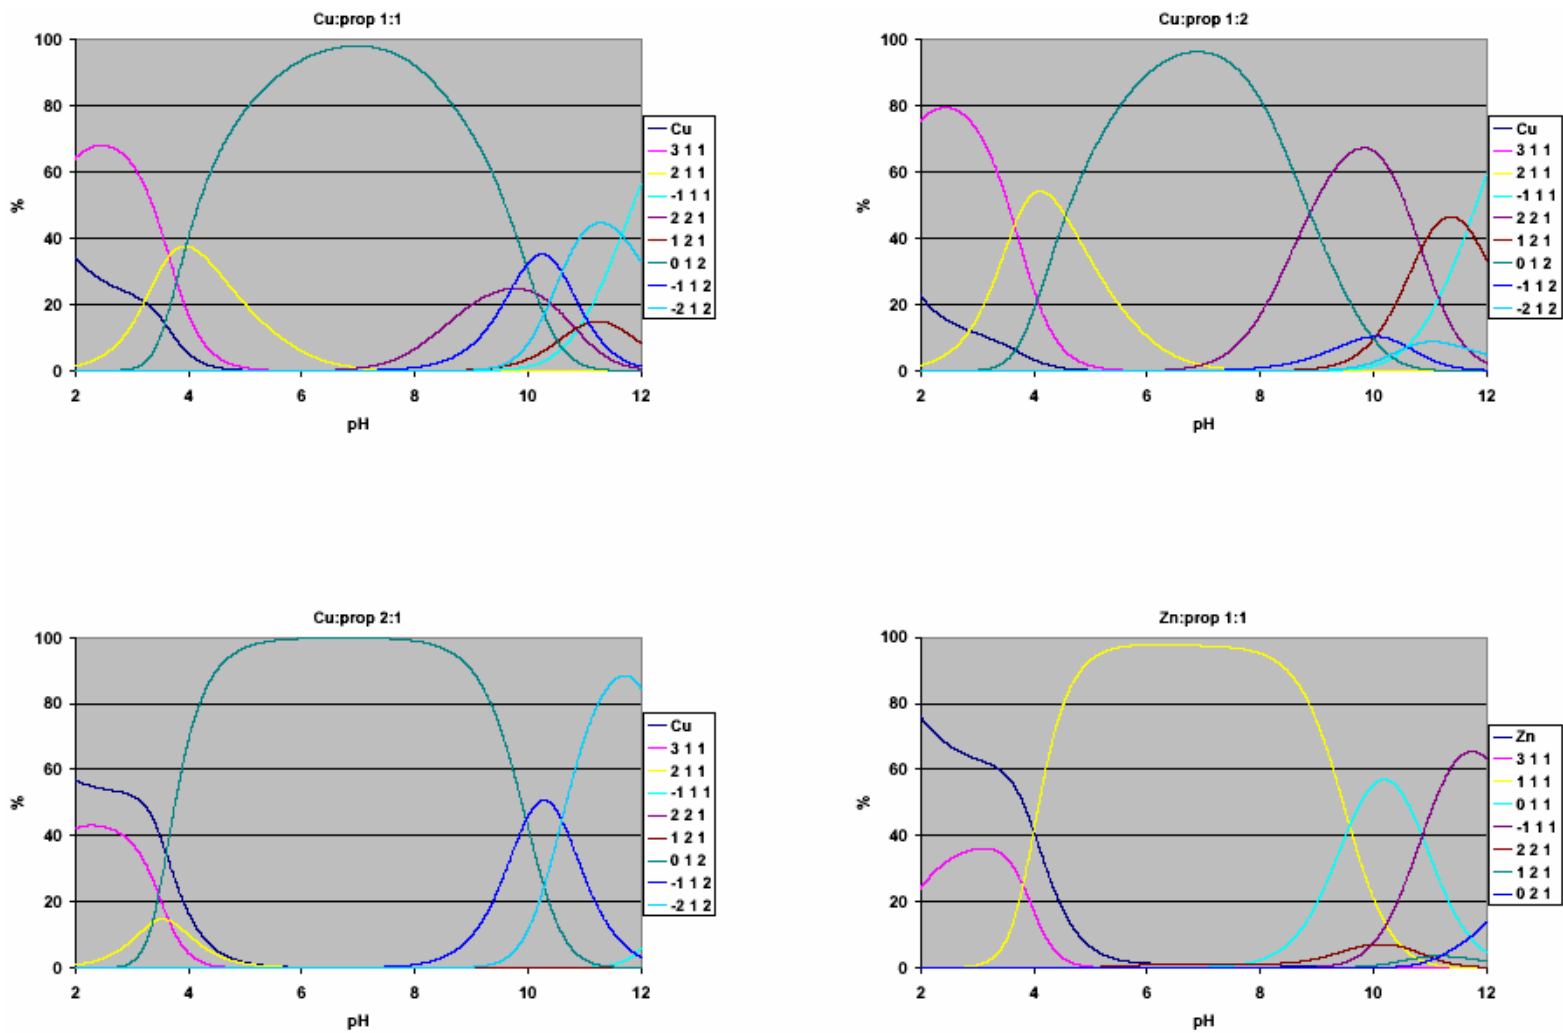 Cu:prop 1:1
100
80
60
40
20
0
%
2 4 6 8 10 12
pH
Cu
3 1 1
2 1 1
-1 1 1
2 2 1
1 2 1
0 1 2
-1 1 2
-2 1 2
Cu:prop 1:2
100
80
60
40
20
0
%
2 4 6 8 10 12
pH
Cu
3 1 1
2 1 1
-1 1 1
2 2 1
1 2 1
0 1 2
-1 1 2
-2 1 2
Cu:prop 2:1
100
80
60
40
20
0
%
2 4 6 8 10 12
pH
Cu
3 1 1
2 1 1
-1 1 1
2 2 1
1 2 1
0 1 2
-1 1 2
-2 1 2
Zn:prop 1:1
100
80
60
40
20
0
%
2 4 6 8 10 12
pH
Zn
3 1 1
1 1 1
0 1 1
-1 1 1
2 2 1
1 2 1
0 2 1